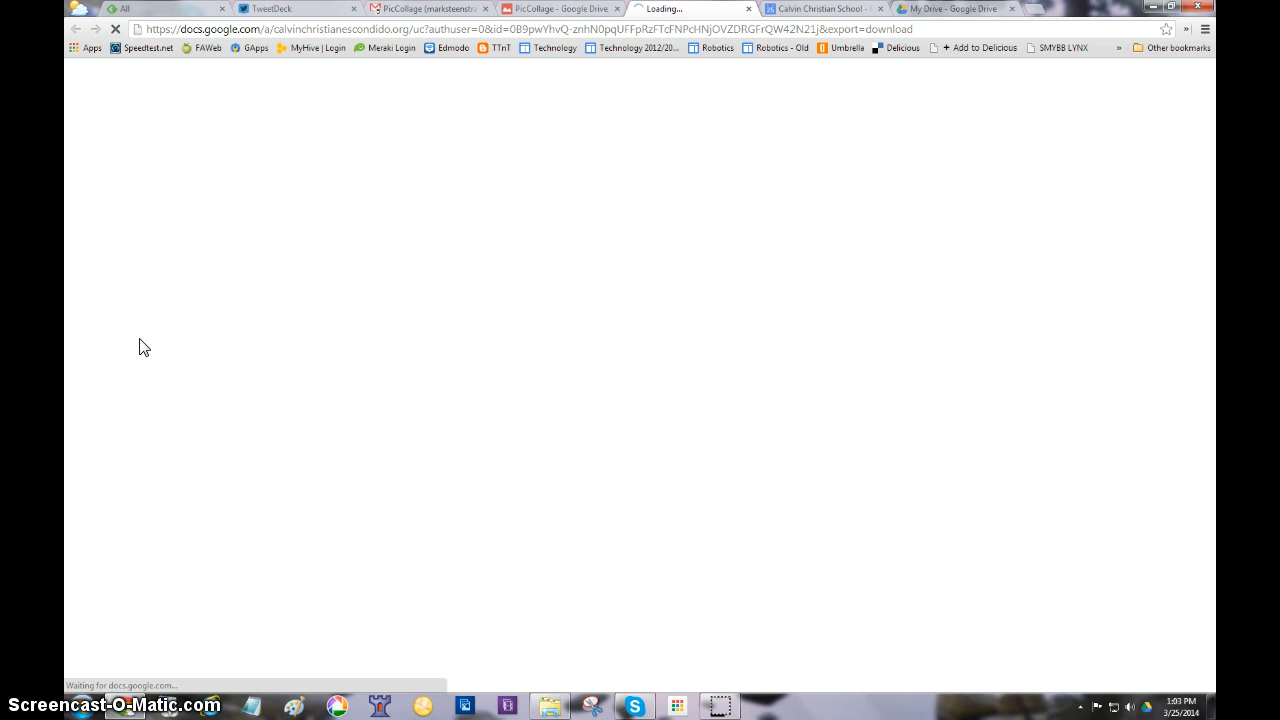 All
TweetDeck
PicCollage (marksteenstra
PicCollage - Google Drive
Loading...
Calvin Christian School -
My Drive - Google Drive
https://docs.google.com/a/calvinchristianescondido.org/uc?authuser=0&id=0B9pwYhvQ-znhN0pqUFFpRzFTcFNPcHNjOVZDRGFrQW42N21j&export=download
Apps Speedtest.net FAWeb GApps MyHive | Login Meraki Login Edmodo TTnT Technology Technology 2012/20... Robotics Robotics - Old Umbrella Delicious + Add to Delicious SMYBB LYNX » Other bookmarks
Waiting for docs.google.com...
Screencast-O-Matic.com
1:03 PM
3/25/2014